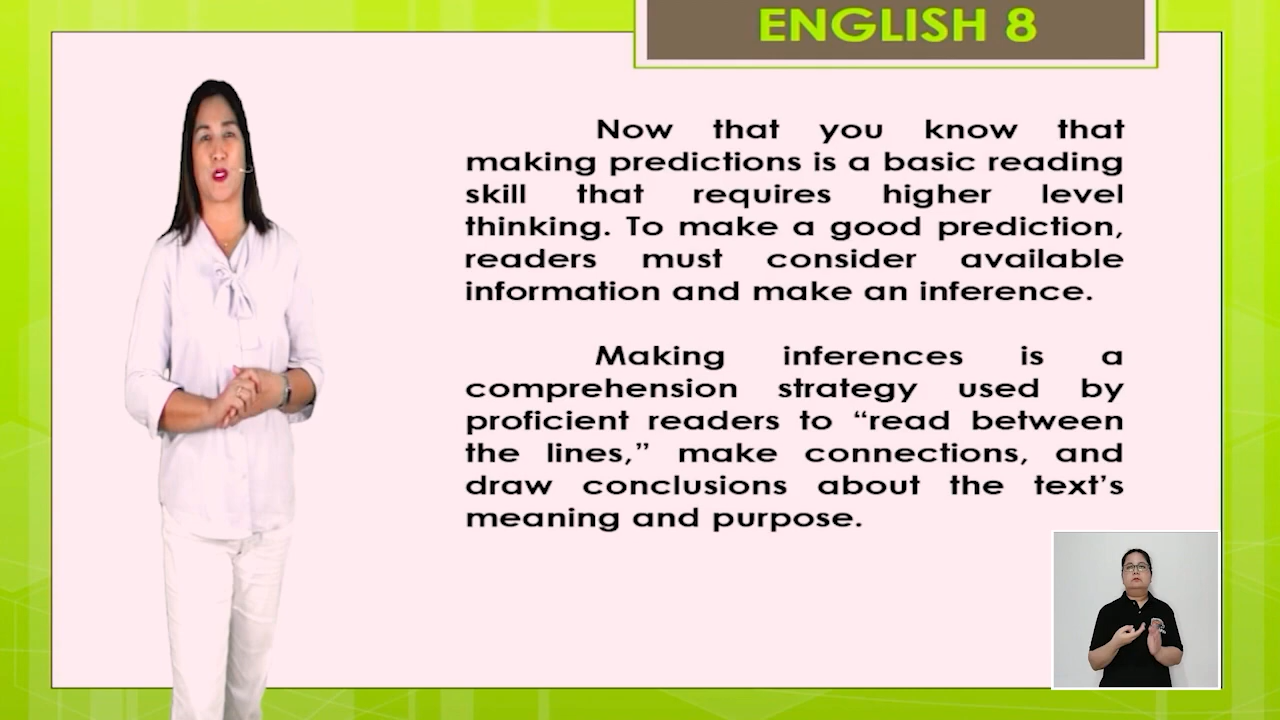 ENGLISH 8
Now that you know that
making predictions is a basic reading
skill that requires higher level
thinking. To make a good prediction,
readers must consider available
information and make an inference.
Making inferences is a
comprehension strategy used by
proficient readers to “read between
the lines,” make connections, and
draw conclusions about the text’s
meaning and purpose.